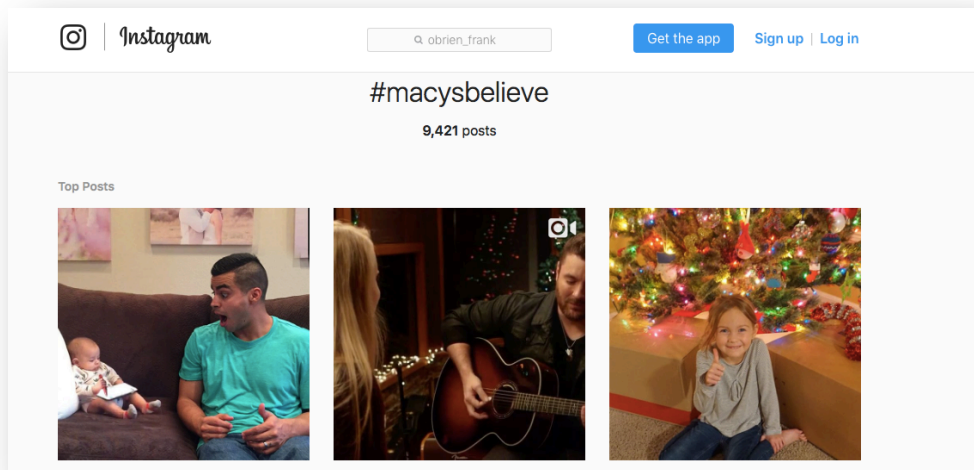 Instagram
obrien_frank
Get the app
Sign up | Log in
#macysbelieve
9,421 posts
Top Posts